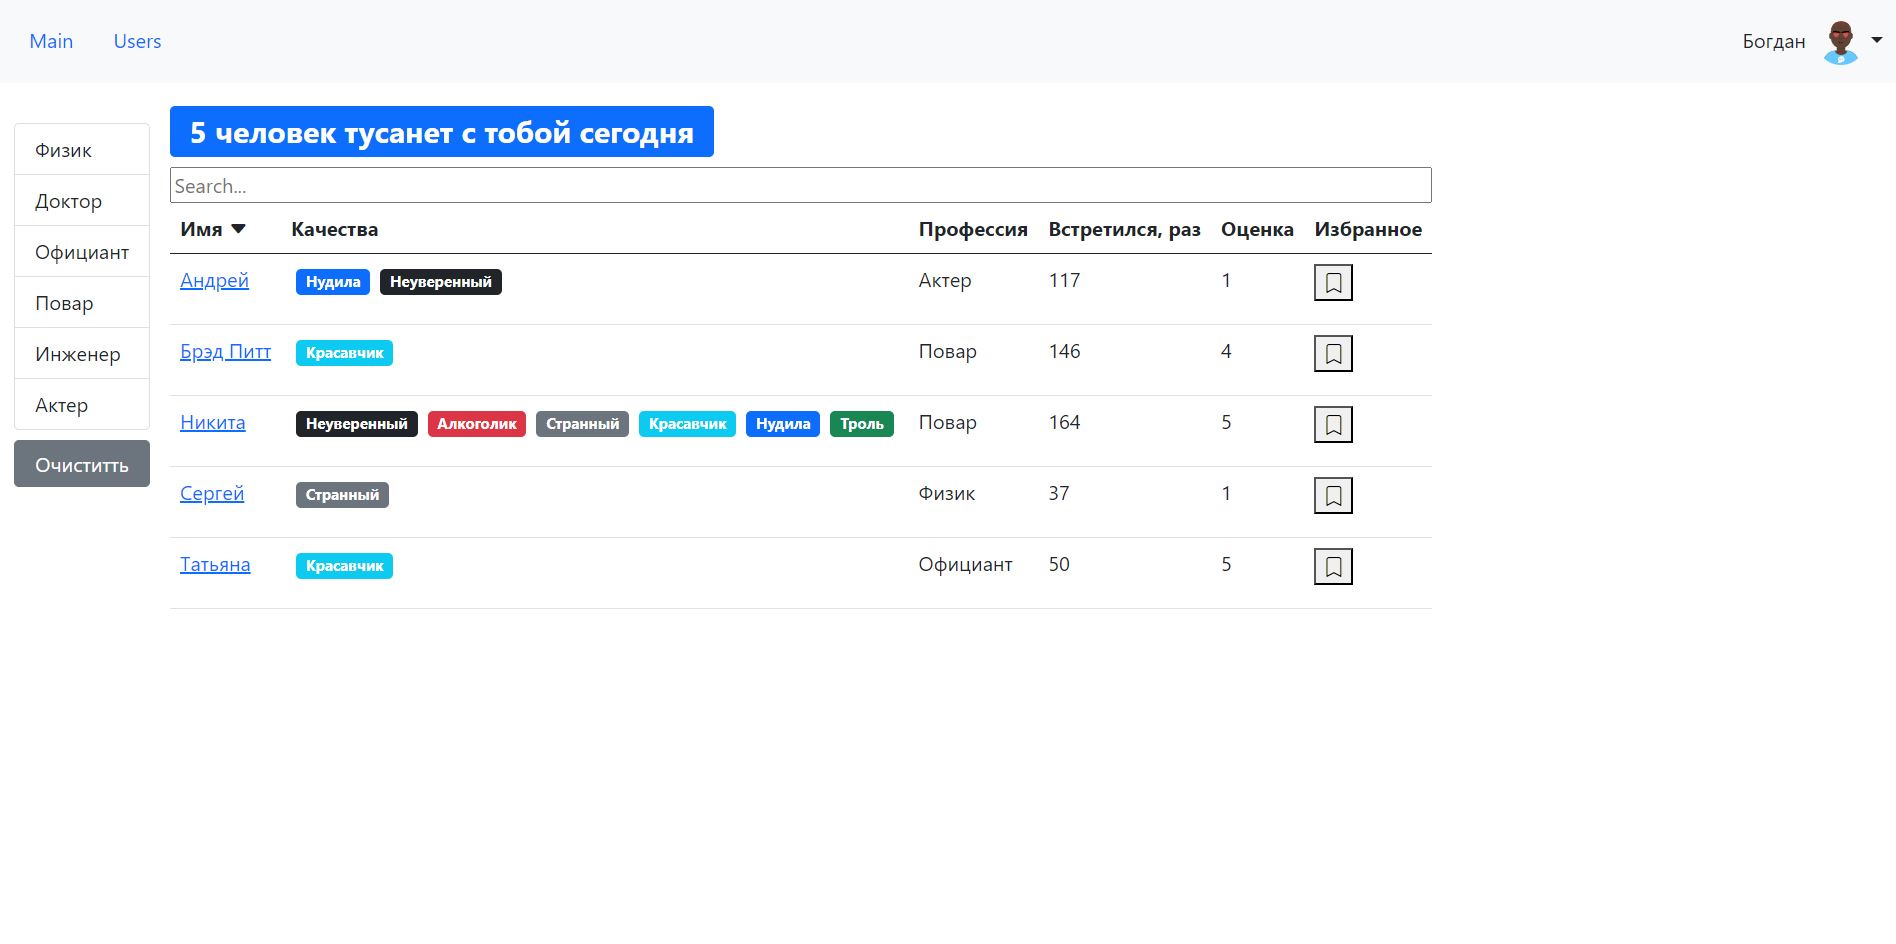 Main Users Богдан
5 человек тусанет с тобой сегодня
Search...
Физик
Доктор
Официант
Повар
Инженер
Актер
Очиститть
Имя Качества Профессия Встретился, раз Оценка Избранное
Андрей Нудила Неуверенный Актер 117 1
Брэд Питт Красавчик Повар 146 4
Никита Неуверенный Алкоголик Странный Красавчик Нудила Троль Повар 164 5
Сергей Странный Физик 37 1
Татьяна Красавчик Официант 50 5